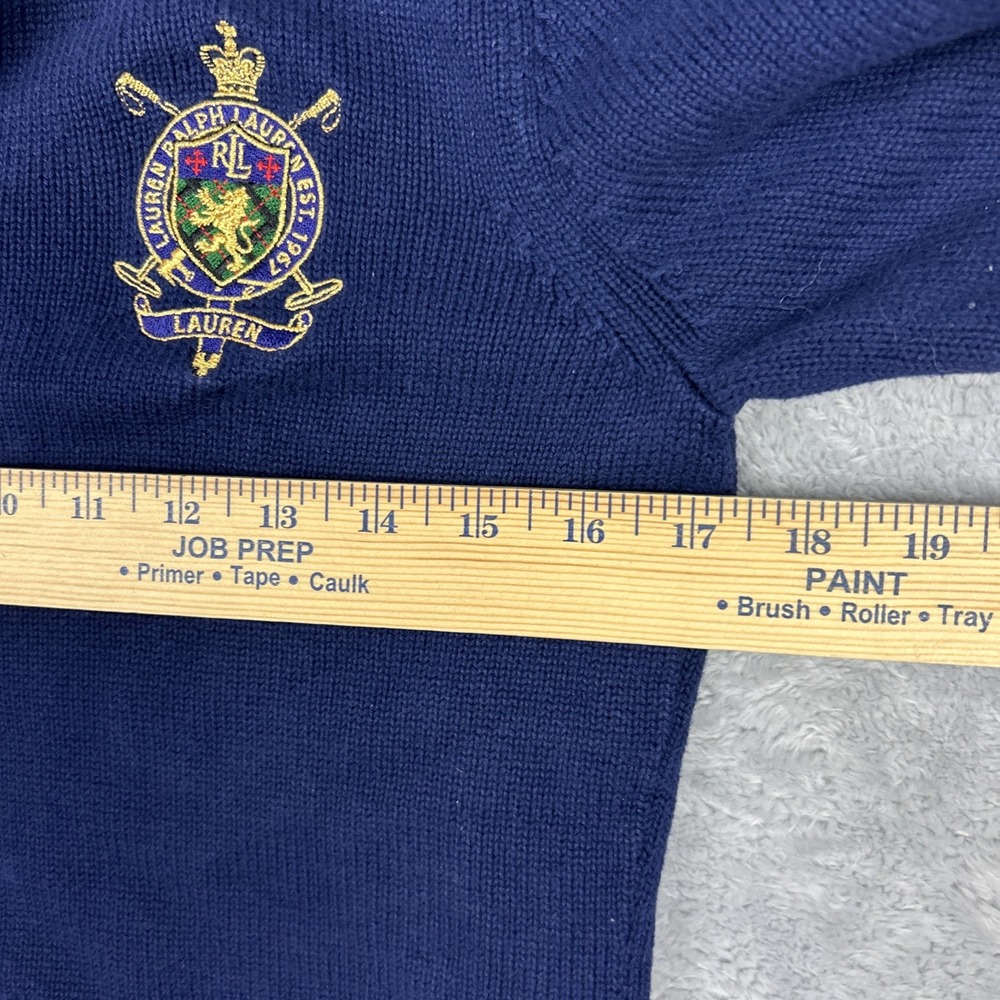 LAUREN RALPH LAUREN EST. 1967
RLL
LAUREN
0 11 12 13 14 15 16 17 18 19
JOB PREP
• Primer • Tape • Caulk
PAINT
• Brush • Roller • Tray